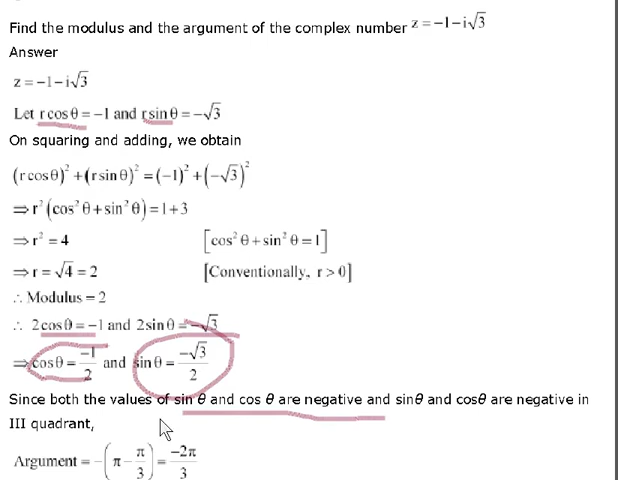 Find the modulus and the argument of the complex number z = −1 − i√3
Answer
z = −1 − i√3
Let r cos θ = −1 and r sin θ = −√3
On squaring and adding, we obtain
(r cos θ)² + (r sin θ)² = (−1)² + (−√3)²
⇒ r² (cos² θ + sin² θ) = 1 + 3
⇒ r² = 4 [cos² θ + sin² θ = 1]
⇒ r = √4 = 2 [Conventionally, r > 0]
∴ Modulus = 2
∴ 2 cos θ = −1 and 2 sin θ = −√3
⇒ cos θ = −1/2 and sin θ = −√3/2
Since both the values of sin θ and cos θ are negative and sinθ and cosθ are negative in
III quadrant,
Argument = −(π − π/3) = −2π/3